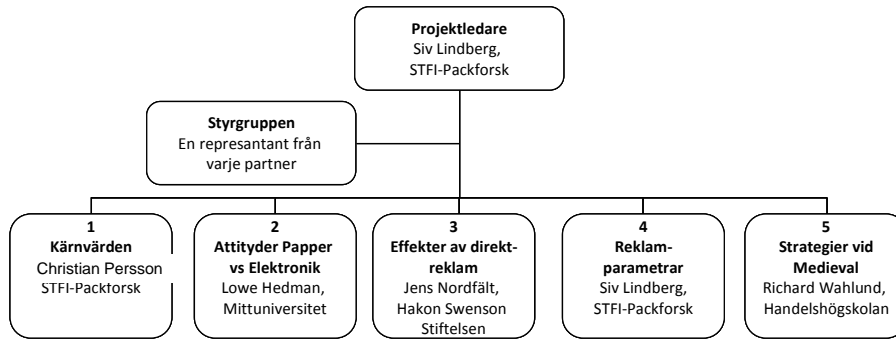 Projektledare
Siv Lindberg,
STFI-Packforsk
Styrgruppen
En represantant från
varje partner
1
Kärnvärden
Christian Persson
STFI-Packforsk
2
Attityder Papper
vs Elektronik
Lowe Hedman,
Mittuniversitet
3
Effekter av direkt-
reklam
Jens Nordfält,
Hakon Swenson
Stiftelsen
4
Reklam-
parametrar
Siv Lindberg,
STFI-Packforsk
5
Strategier vid
Medieval
Richard Wahlund,
Handelshögskolan